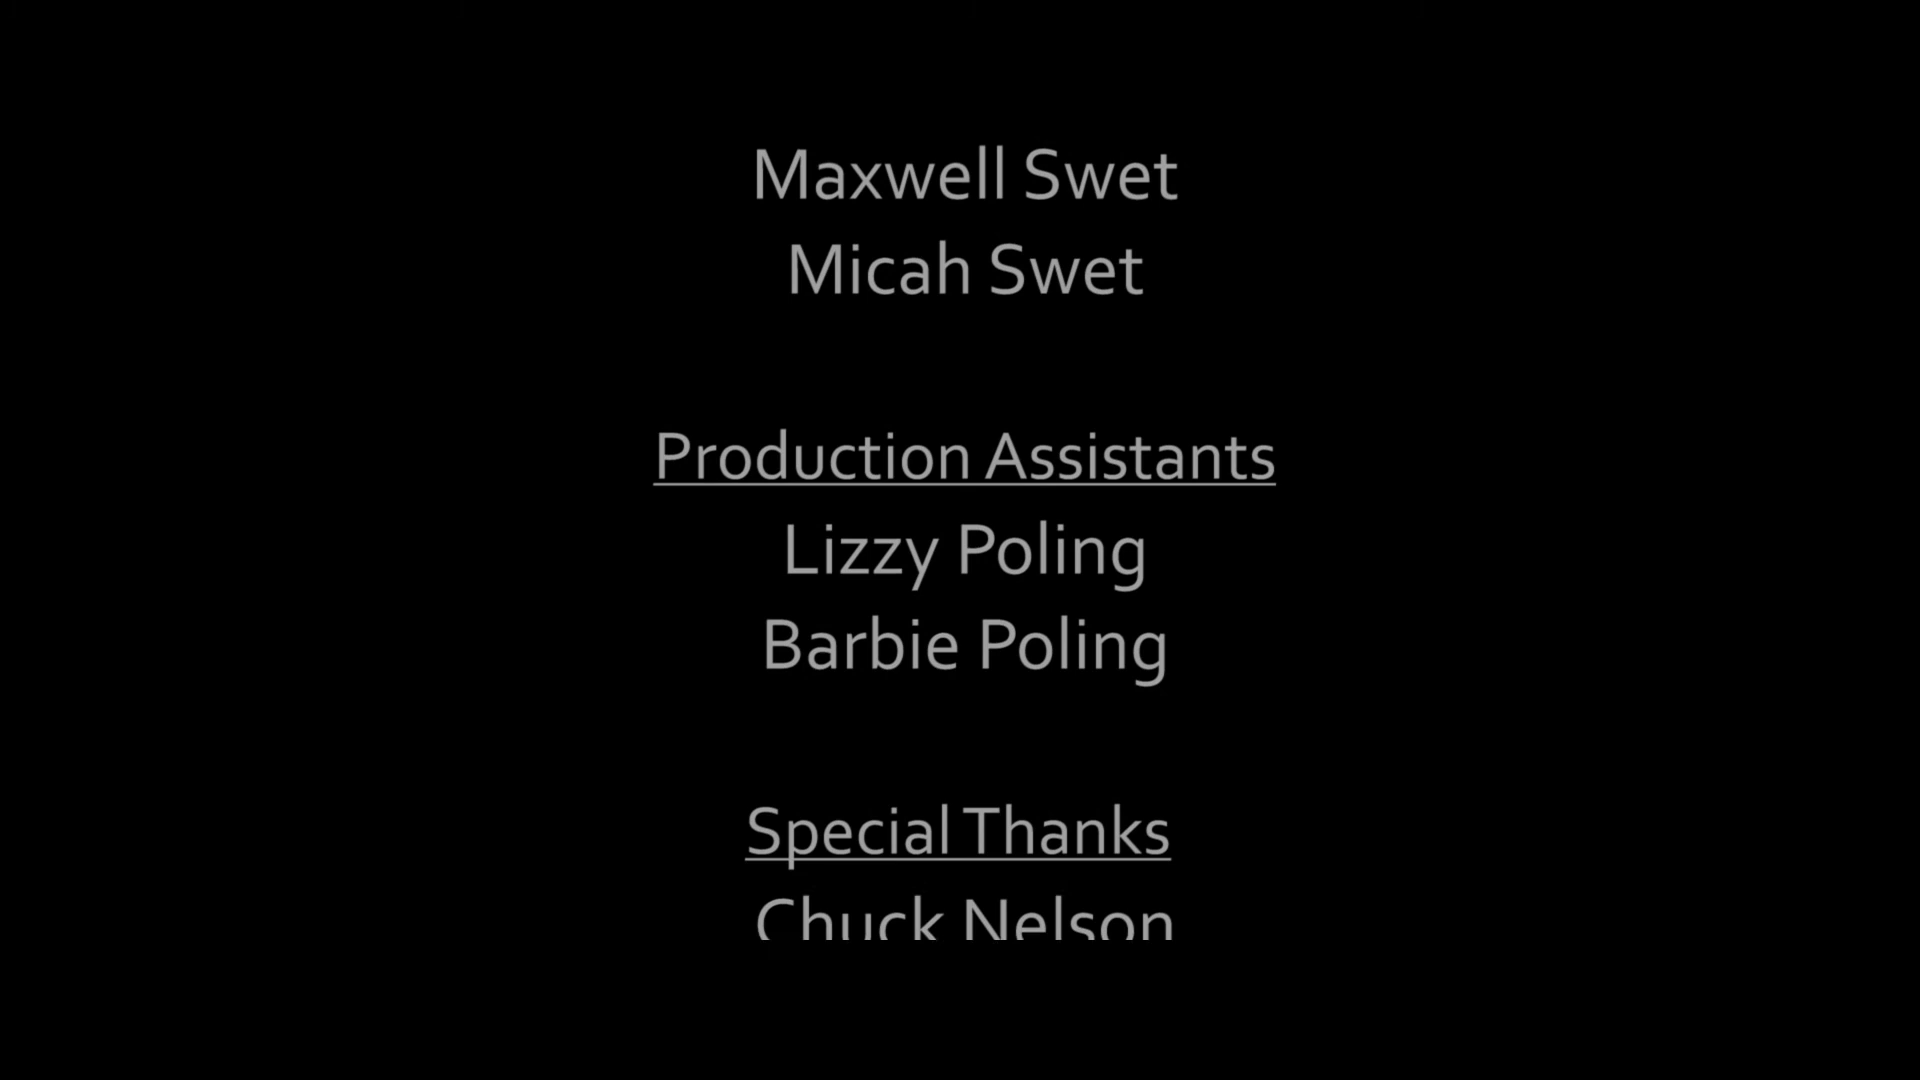 Maxwell Swet
Micah Swet
Production Assistants
Lizzy Poling
Barbie Poling
Special Thanks
Chuck Nelson